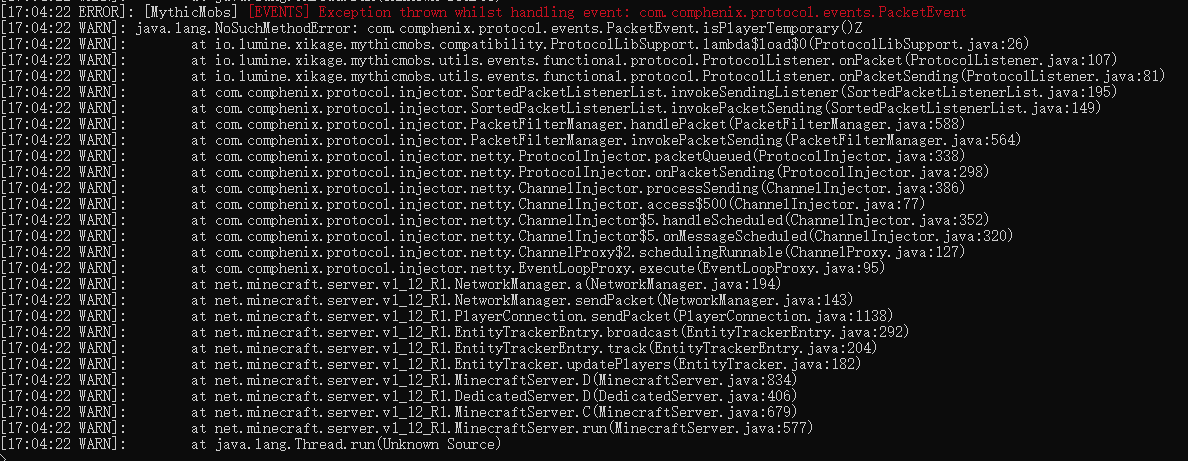 [17:04:22 ERROR]: [MythicMobs] [EVENTS] Exception thrown whilst handling event: com.comphenix.protocol.events.PacketEvent
[17:04:22 WARN]: java.lang.NoSuchMethodError: com.comphenix.protocol.events.PacketEvent.isPlayerTemporary()Z
[17:04:22 WARN]: at io.lumine.xikage.mythicmobs.compatibility.ProtocolLibSupport.lambda$load$0(ProtocolLibSupport.java:26)
[17:04:22 WARN]: at io.lumine.xikage.mythicmobs.utils.events.functional.protocol.ProtocolListener.onPacket(ProtocolListener.java:107)
[17:04:22 WARN]: at io.lumine.xikage.mythicmobs.utils.events.functional.protocol.ProtocolListener.onPacketSending(ProtocolListener.java:81)
[17:04:22 WARN]: at com.comphenix.protocol.injector.SortedPacketListenerList.invokeSendingListener(SortedPacketListenerList.java:195)
[17:04:22 WARN]: at com.comphenix.protocol.injector.SortedPacketListenerList.invokePacketSending(SortedPacketListenerList.java:149)
[17:04:22 WARN]: at com.comphenix.protocol.injector.PacketFilterManager.handlePacket(PacketFilterManager.java:588)
[17:04:22 WARN]: at com.comphenix.protocol.injector.PacketFilterManager.invokePacketSending(PacketFilterManager.java:564)
[17:04:22 WARN]: at com.comphenix.protocol.injector.netty.ProtocolInjector.packetQueued(ProtocolInjector.java:338)
[17:04:22 WARN]: at com.comphenix.protocol.injector.netty.ProtocolInjector.onPacketSending(ProtocolInjector.java:298)
[17:04:22 WARN]: at com.comphenix.protocol.injector.netty.ChannelInjector.processSending(ChannelInjector.java:386)
[17:04:22 WARN]: at com.comphenix.protocol.injector.netty.ChannelInjector.access$500(ChannelInjector.java:77)
[17:04:22 WARN]: at com.comphenix.protocol.injector.netty.ChannelInjector$5.handleScheduled(ChannelInjector.java:352)
[17:04:22 WARN]: at com.comphenix.protocol.injector.netty.ChannelInjector$5.onMessageScheduled(ChannelInjector.java:320)
[17:04:22 WARN]: at com.comphenix.protocol.injector.netty.ChannelProxy$2.schedulingRunnable(ChannelProxy.java:127)
[17:04:22 WARN]: at com.comphenix.protocol.injector.netty.EventLoopProxy.execute(EventLoopProxy.java:95)
[17:04:22 WARN]: at net.minecraft.server.v1_12_R1.NetworkManager.a(NetworkManager.java:194)
[17:04:22 WARN]: at net.minecraft.server.v1_12_R1.NetworkManager.sendPacket(NetworkManager.java:143)
[17:04:22 WARN]: at net.minecraft.server.v1_12_R1.PlayerConnection.sendPacket(PlayerConnection.java:1138)
[17:04:22 WARN]: at net.minecraft.server.v1_12_R1.EntityTrackerEntry.broadcast(EntityTrackerEntry.java:292)
[17:04:22 WARN]: at net.minecraft.server.v1_12_R1.EntityTrackerEntry.track(EntityTrackerEntry.java:204)
[17:04:22 WARN]: at net.minecraft.server.v1_12_R1.EntityTracker.updatePlayers(EntityTracker.java:182)
[17:04:22 WARN]: at net.minecraft.server.v1_12_R1.MinecraftServer.D(MinecraftServer.java:834)
[17:04:22 WARN]: at net.minecraft.server.v1_12_R1.DedicatedServer.D(DedicatedServer.java:406)
[17:04:22 WARN]: at net.minecraft.server.v1_12_R1.MinecraftServer.C(MinecraftServer.java:679)
[17:04:22 WARN]: at net.minecraft.server.v1_12_R1.MinecraftServer.run(MinecraftServer.java:577)
[17:04:22 WARN]: at java.lang.Thread.run(Unknown Source)